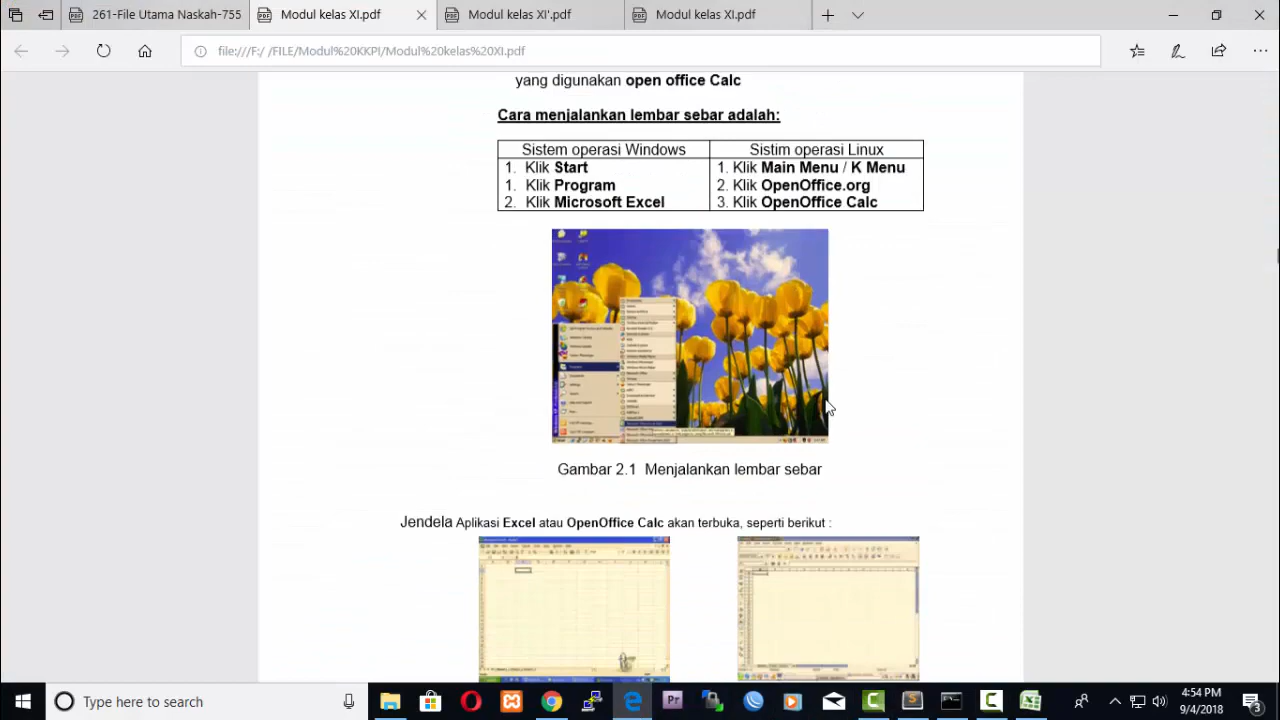 261-File Utama Naskah-755
Modul kelas XI.pdf
Modul kelas X'.pdf
Modul kelas XI.pdf
file:///F:/ /FILE/Modul%20KKPI/Modul%20kelas%20XI.pdf
yang digunakan open office Calc
Cara menjalankan lembar sebar adalah:
Sistem operasi Windows
Sistim operasi Linux
1. Klik Start
1. Klik Main Menu / K Menu
1. Klik Program
2. Klik OpenOffice.org
2. Klik Microsoft Excel
3. Klik OpenOffice Calc
Gambar 2.1 Menjalankan lembar sebar
Jendela Aplikasi Excel atau OpenOffice Calc akan terbuka, seperti berikut :
Type here to search
4:54 PM
9/4/2018